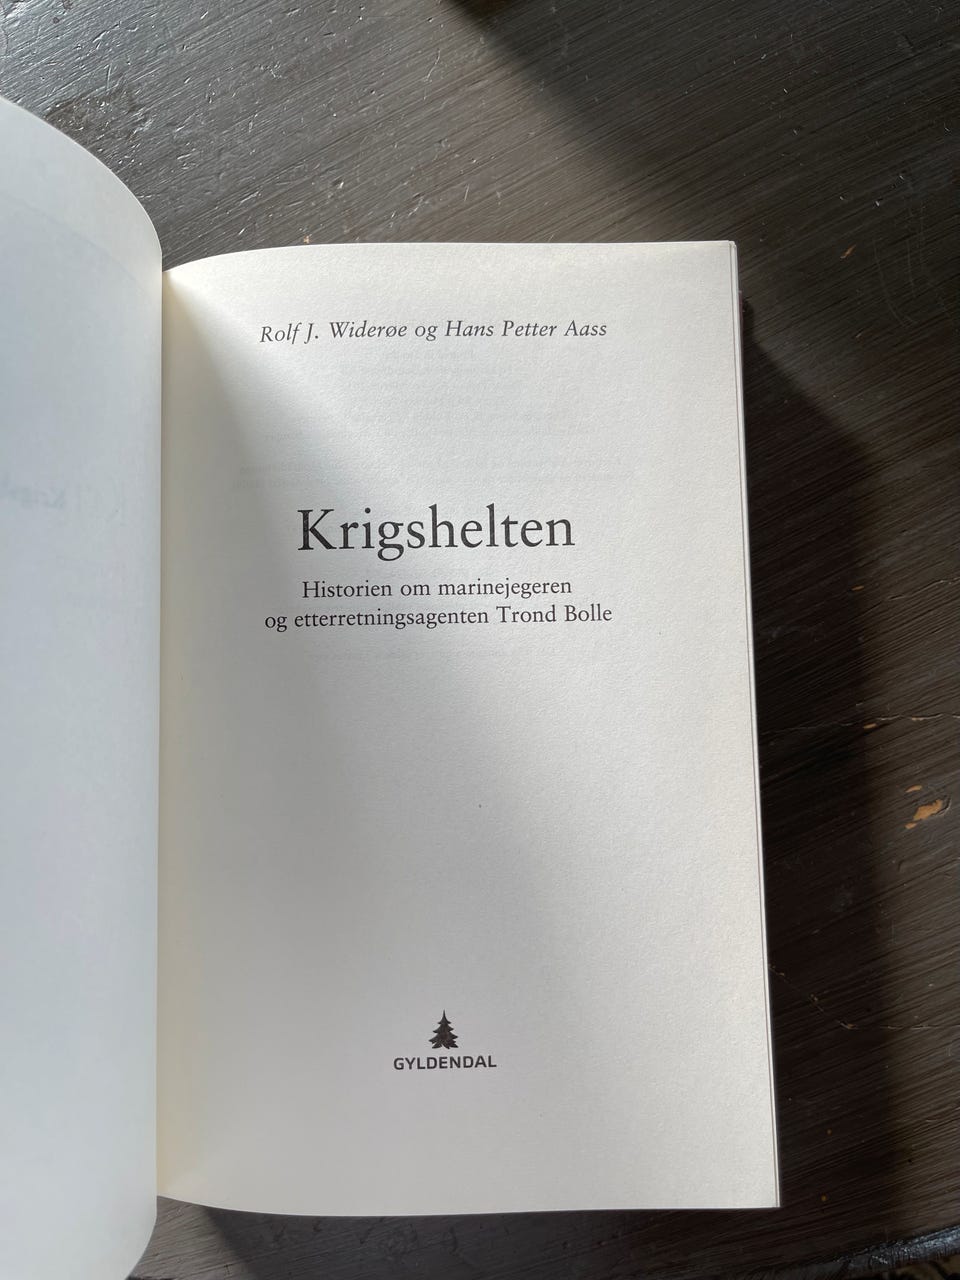 Rolf J. Widerøe og Hans Petter Aass
Krigshelten
Historien om marinejegeren
og etterretningsagenten Trond Bolle
GYLDENDAL